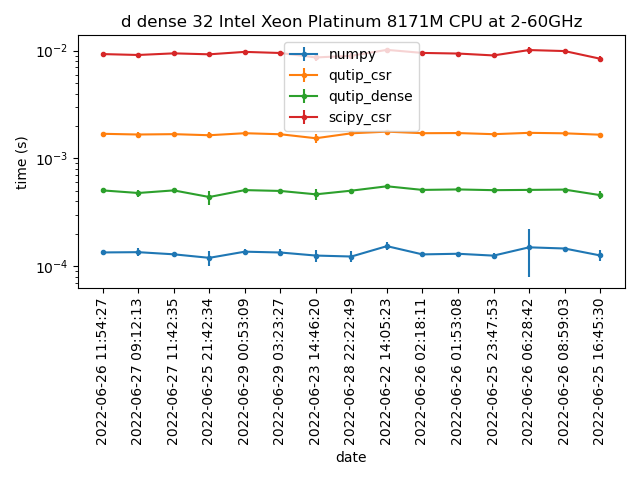 d dense 32 Intel Xeon Platinum 8171M CPU at 2-60GHz
numpy
qutip_csr
qutip_dense
scipy_csr
time (s)
10⁻²
10⁻³
10⁻⁴
2022-06-26 11:54:27
2022-06-27 09:12:13
2022-06-27 11:42:35
2022-06-25 21:42:34
2022-06-29 00:53:09
2022-06-29 03:23:27
2022-06-23 14:46:20
2022-06-28 22:22:49
2022-06-22 14:05:23
2022-06-26 02:18:11
2022-06-26 01:53:08
2022-06-25 23:47:53
2022-06-26 06:28:42
2022-06-26 08:59:03
2022-06-25 16:45:30
date